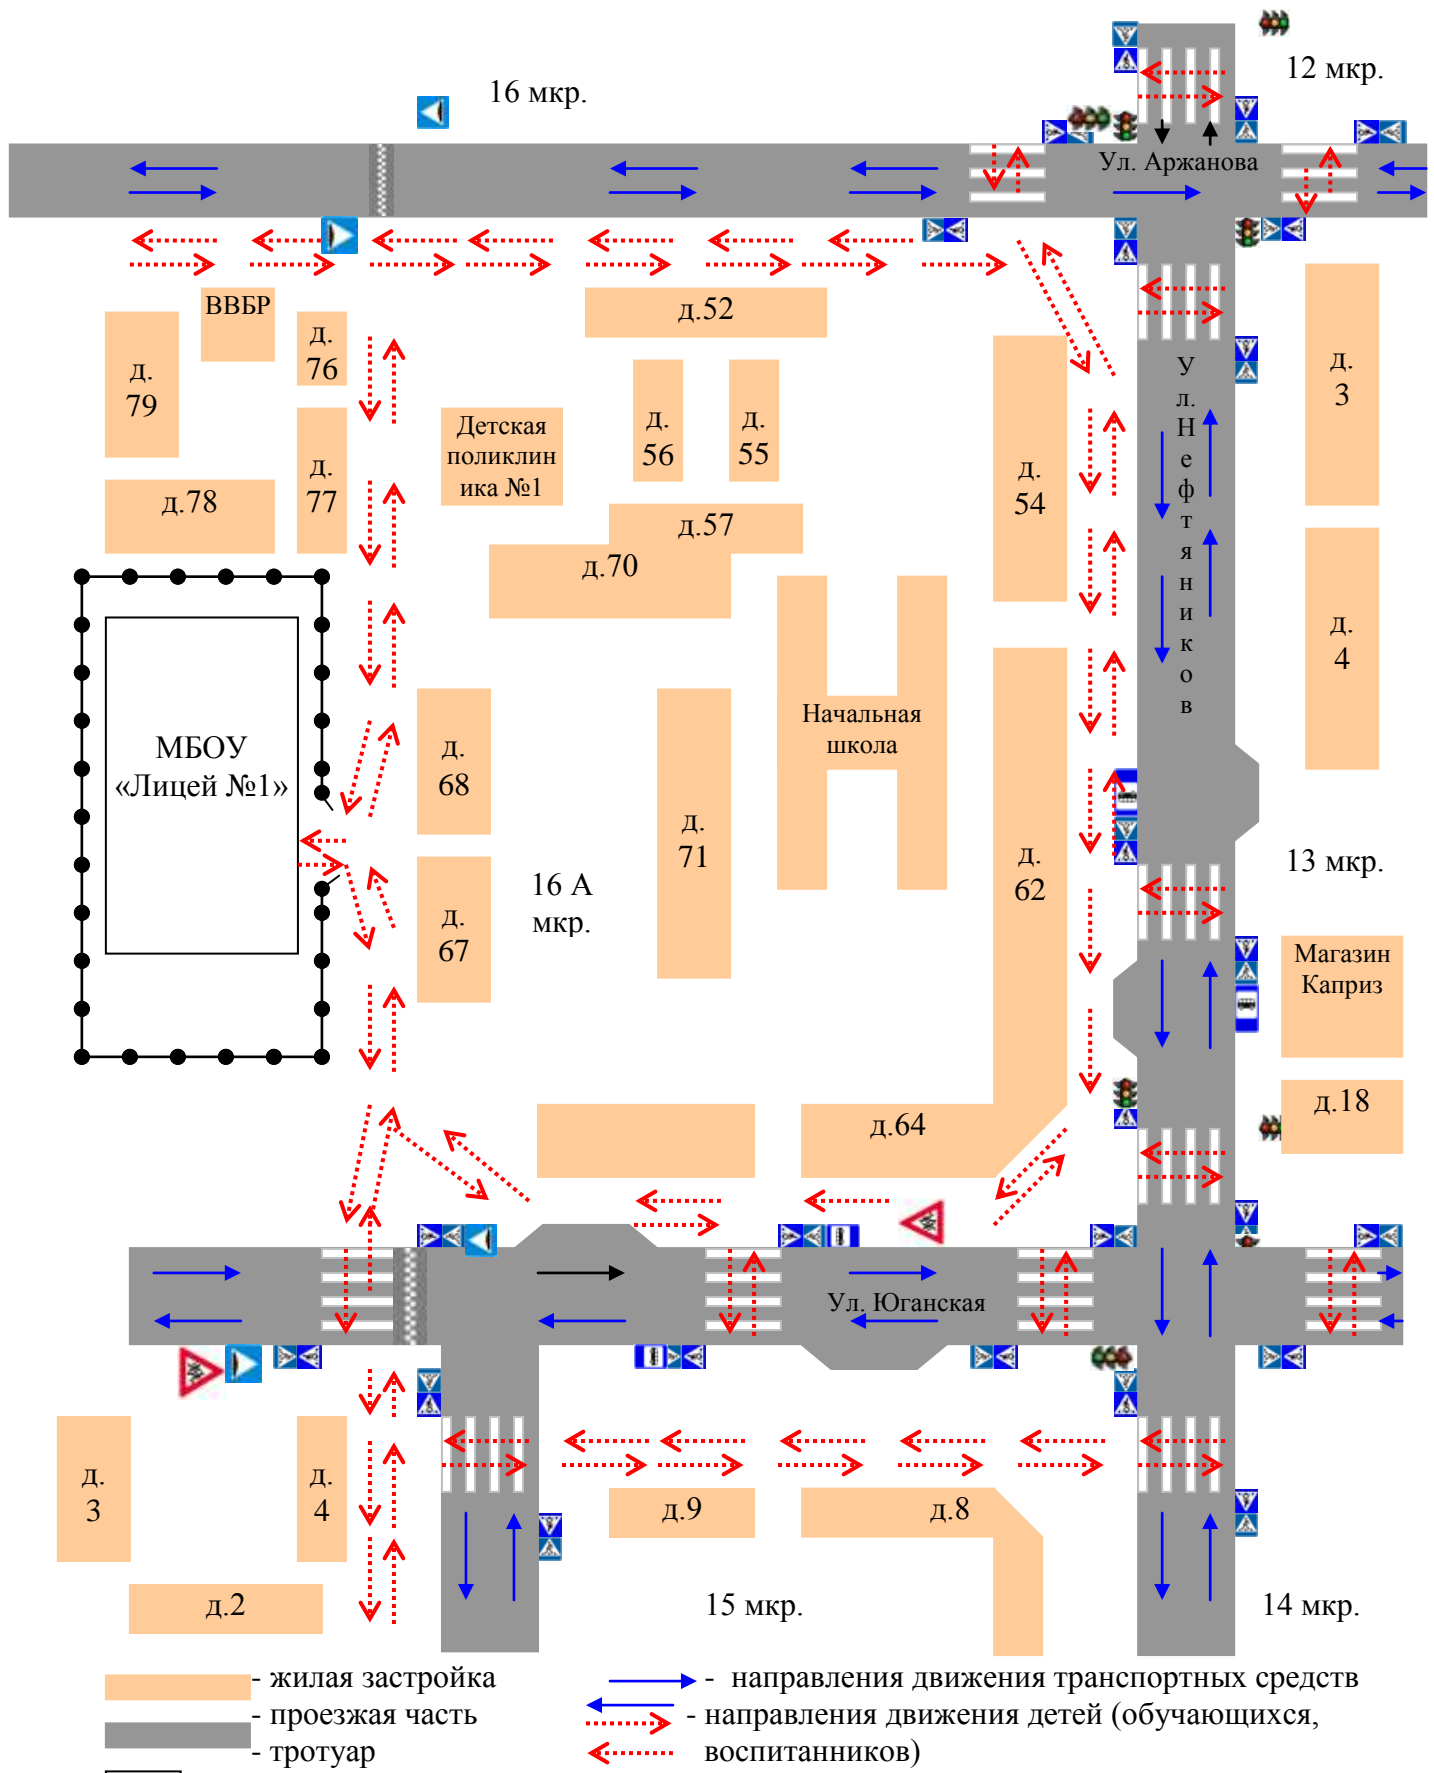 12 мкр.
16 мкр.
Ул. Аржанова
ВВБР
д.52
д.
76
д.
79
У
л.
Н
е
ф
т
я
н
и
к
о
в
д.
3
Детская
поликлин
ика №1
д.
56
д.
55
д.
77
д.
54
д.78
д.57
д.70
д.
4
МБОУ
«Лицей №1»
Начальная
школа
д.
68
д.
71
д.
62
13 мкр.
16 А
мкр.
д.
67
Магазин
Каприз
д.64
д.18
Ул. Юганская
д.
3
д.
4
д.9
д.8
д.2
15 мкр.
14 мкр.
- жилая застройка
- направления движения транспортных средств
- проезжая часть
- направления движения детей (обучающихся,
- тротуар
воспитанников)